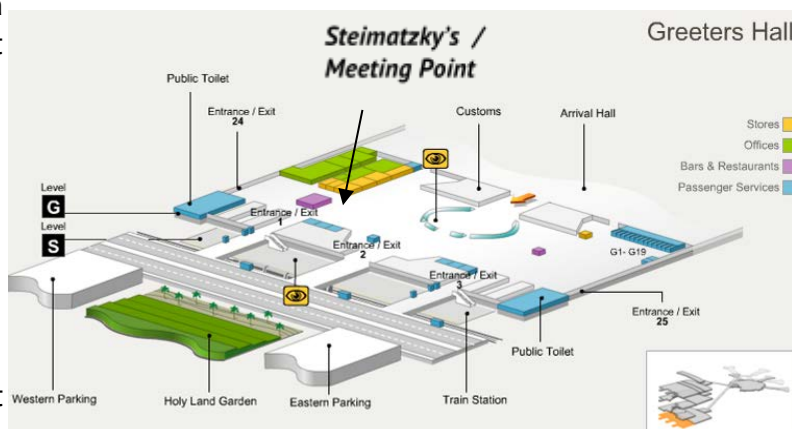 Steimatzky's /
Meeting Point
Greeters Hall
Public Toilet
Entrance / Exit
24
Customs
Arrival Hall
Stores
Offices
Bars & Restaurants
Passenger Services
Level
G
Level
S
Entrance / Exit
1
Entrance / Exit
2
Entrance / Exit
3
G1- G19
Entrance / Exit
25
Public Toilet
Western Parking
Holy Land Garden
Eastern Parking
Train Station